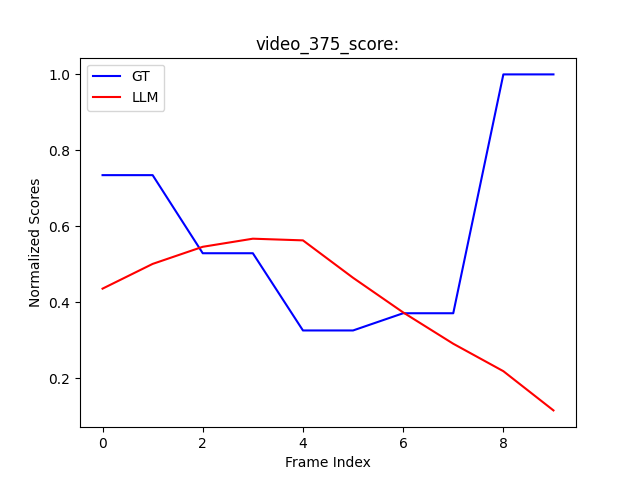 video_375_score:
GT
LLM
1.0
0.8
0.6
0.4
0.2
Normalized Scores
0 2 4 6 8
Frame Index